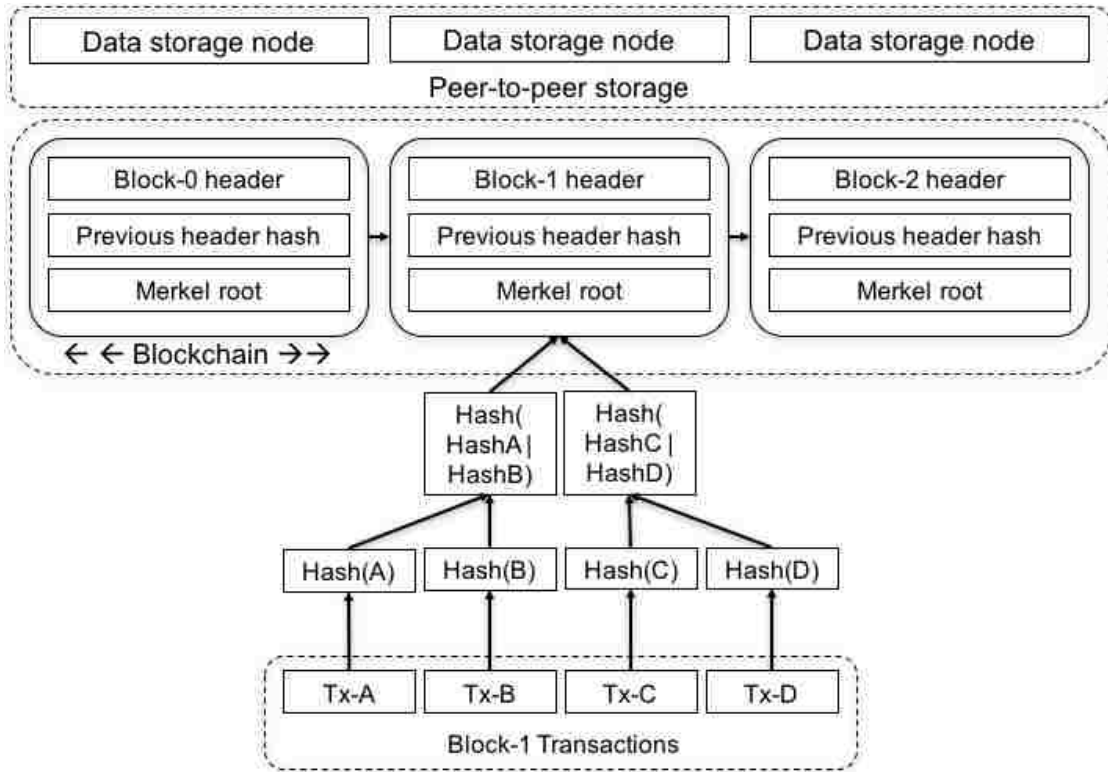 Data storage node Data storage node Data storage node
Peer-to-peer storage
Block-0 header Block-1 header Block-2 header
Previous header hash Previous header hash Previous header hash
Merkel root Merkel root Merkel root
← ← Blockchain → →
Hash( Hash(
HashA | HashC |
HashB) HashD)
Hash(A) Hash(B) Hash(C) Hash(D)
Tx-A Tx-B Tx-C Tx-D
Block-1 Transactions